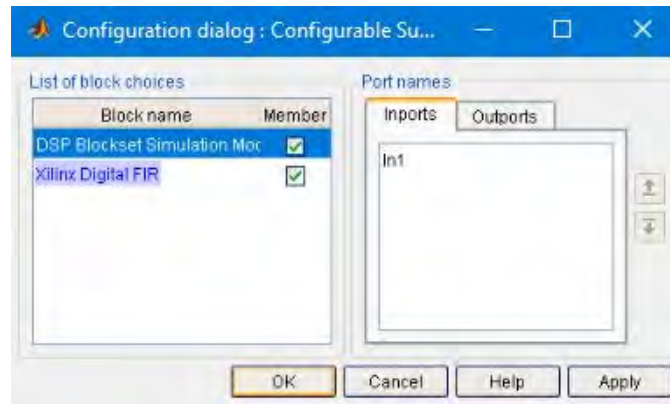 Configuration dialog : Configurable Su...
List of block choices
Block name Member
DSP Blockset Simulation Moc
Xilinx Digital FIR
Port names
Inports Outports
In1
OK Cancel Help Apply